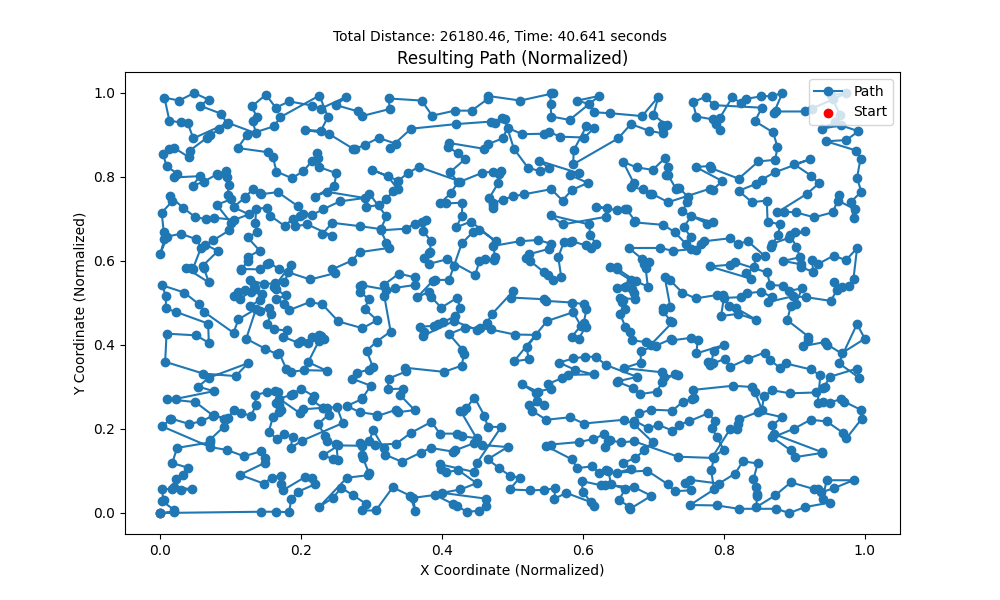 Total Distance: 26180.46, Time: 40.641 seconds
Resulting Path (Normalized)
Path
Start
1.0
0.8
0.6
0.4
0.2
0.0
Y Coordinate (Normalized)
0.0 0.2 0.4 0.6 0.8 1.0
X Coordinate (Normalized)